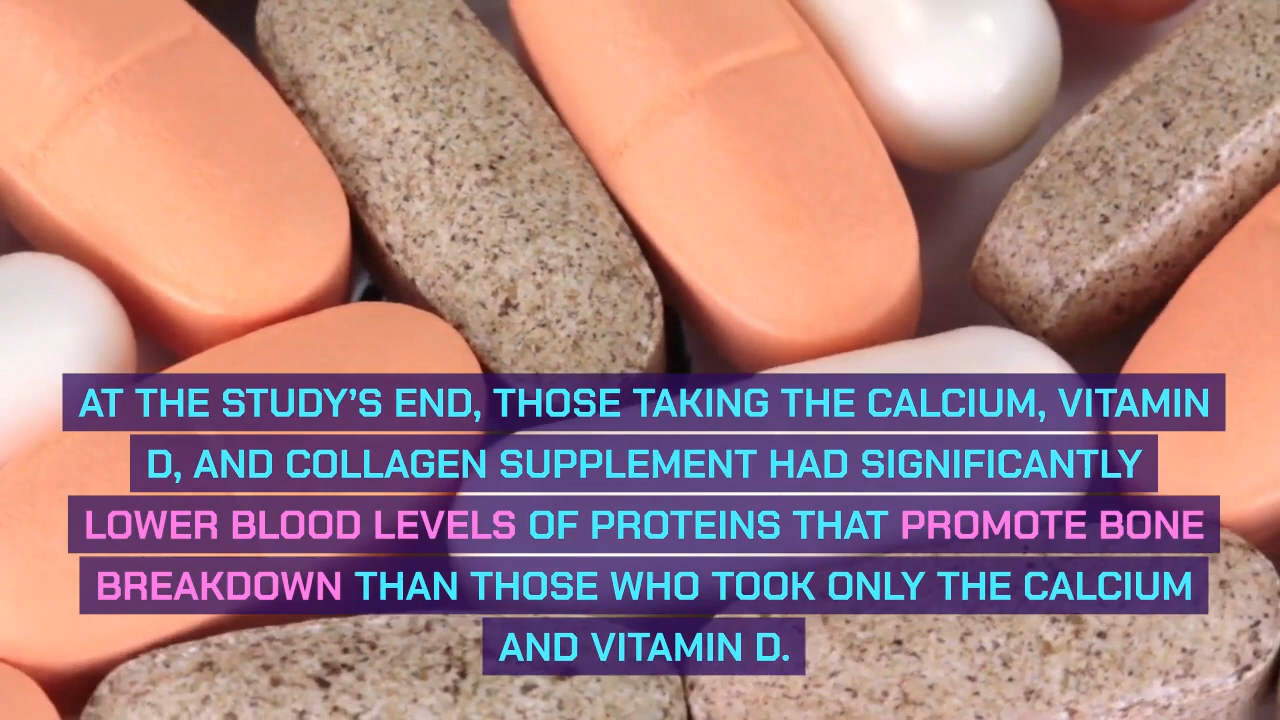 AT THE STUDY’S END, THOSE TAKING THE CALCIUM, VITAMIN
D, AND COLLAGEN SUPPLEMENT HAD SIGNIFICANTLY
LOWER BLOOD LEVELS OF PROTEINS THAT PROMOTE BONE
BREAKDOWN THAN THOSE WHO TOOK ONLY THE CALCIUM
AND VITAMIN D.